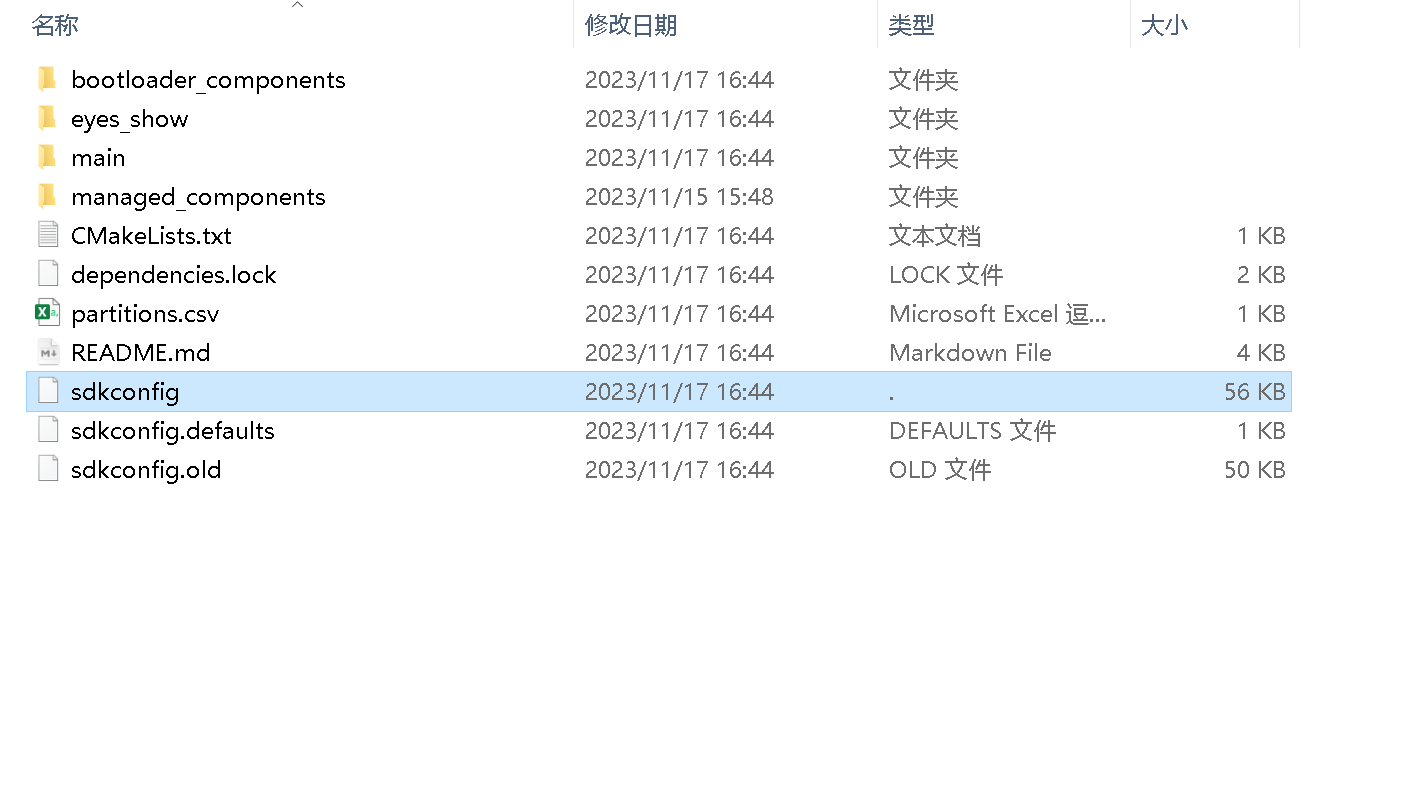 名称 修改日期 类型 大小
bootloader_components 2023/11/17 16:44 文件夹
eyes_show 2023/11/17 16:44 文件夹
main 2023/11/17 16:44 文件夹
managed_components 2023/11/15 15:48 文件夹
CMakeLists.txt 2023/11/17 16:44 文本文档 1 KB
dependencies.lock 2023/11/17 16:44 LOCK 文件 2 KB
partitions.csv 2023/11/17 16:44 Microsoft Excel 逗... 1 KB
README.md 2023/11/17 16:44 Markdown File 4 KB
sdkconfig 2023/11/17 16:44 . 56 KB
sdkconfig.defaults 2023/11/17 16:44 DEFAULTS 文件 1 KB
sdkconfig.old 2023/11/17 16:44 OLD 文件 50 KB